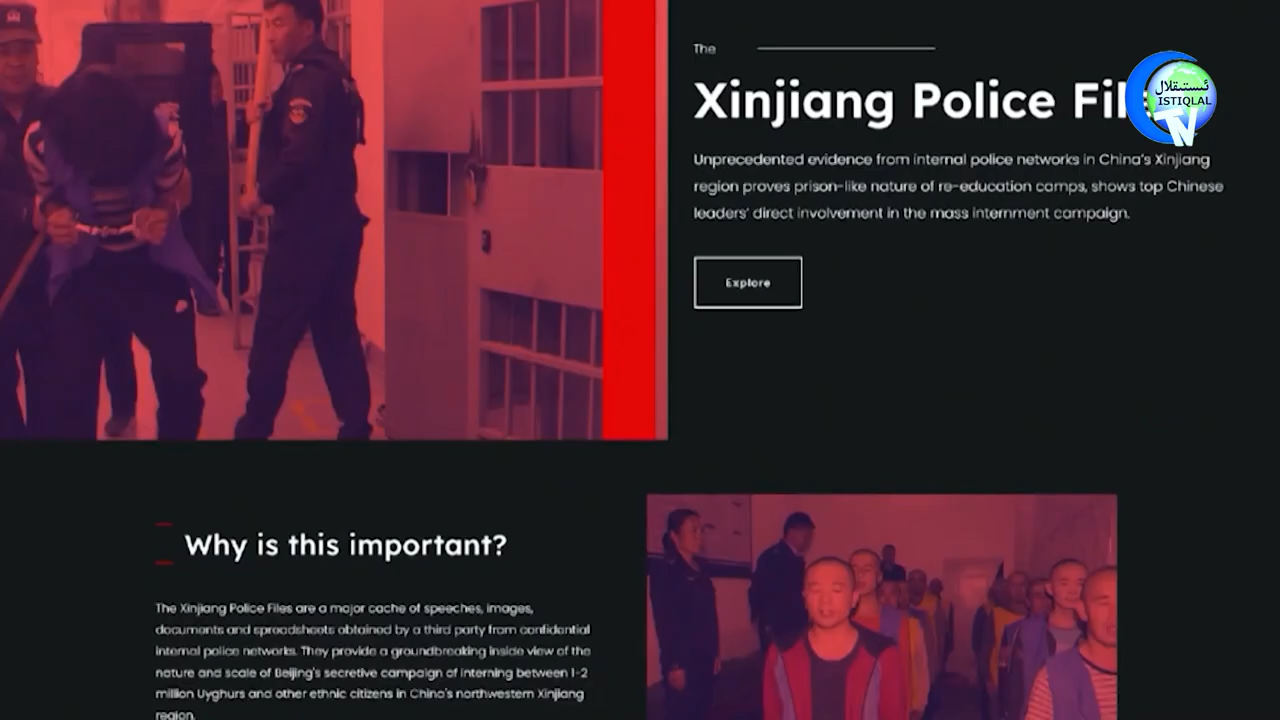 The
Xinjiang Police Fil
ئىستىقلال
ISTIQLAL
TV
Unprecedented evidence from internal police networks in China's Xinjiang
region proves prison-like nature of re-education camps, shows top Chinese
leaders' direct involvement in the mass internment campaign.
Explore
Why is this important?
The Xinjiang Police Files are a major cache of speeches, images,
documents and spreadsheets obtained by a third party from confidential
internal police networks. They provide a groundbreaking inside view of the
nature and scale of Beijing's secretive campaign of interning between 1-2
million Uyghurs and other ethnic citizens in China's northwestern Xinjiang
region.